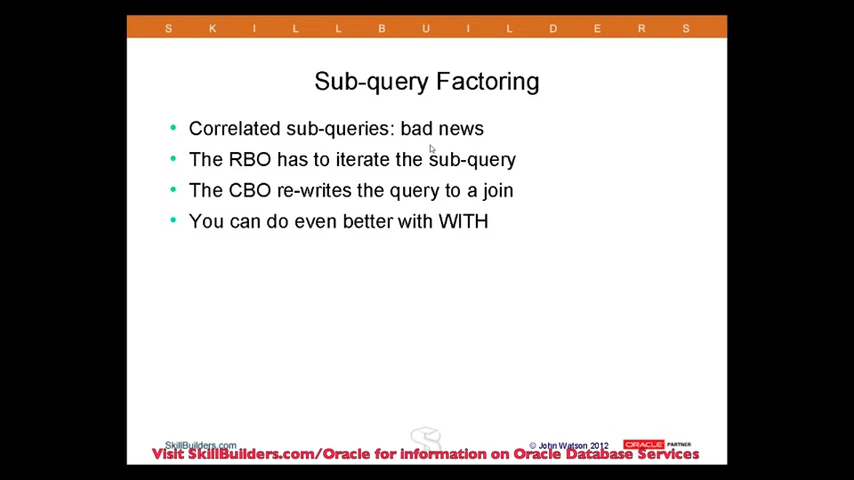 S K I L L B U I L D E R S
Sub-query Factoring
• Correlated sub-queries: bad news
• The RBO has to iterate the sub-query
• The CBO re-writes the query to a join
• You can do even better with WITH
SkillBuilders.com © John Watson 2012 ORACLE PARTNER
Visit SkillBuilders.com/Oracle for information on Oracle Database Services